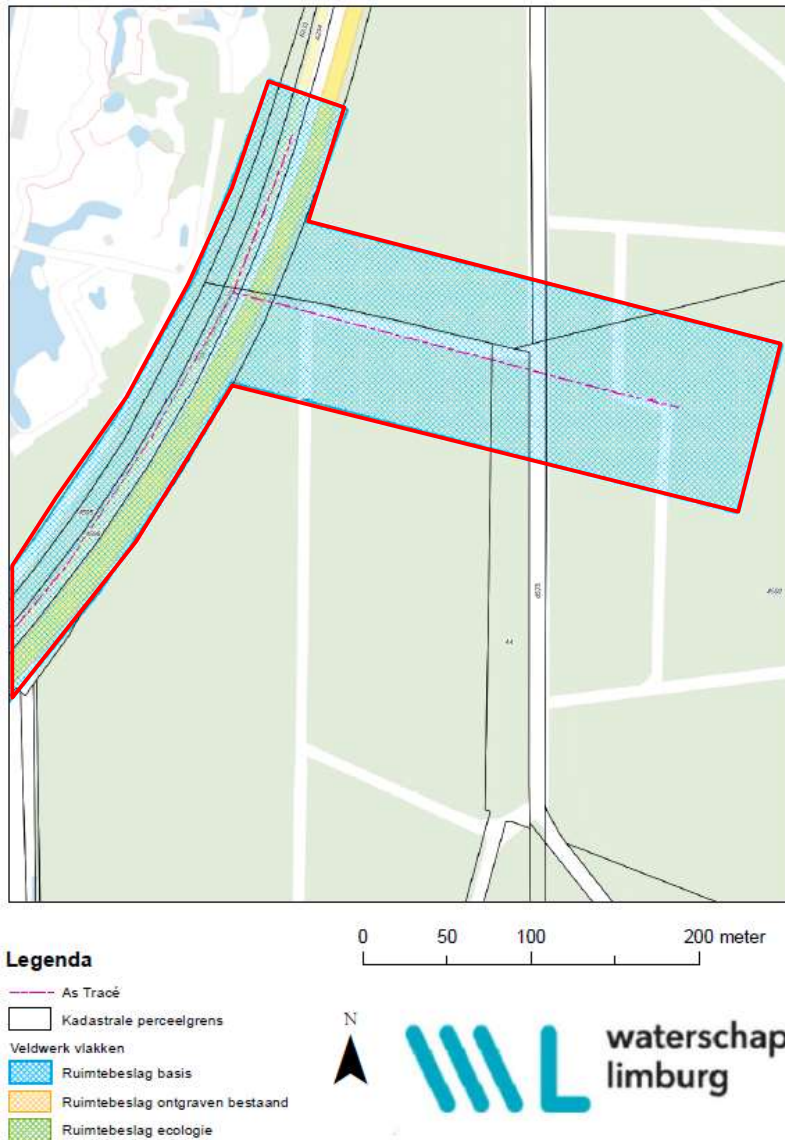 0 50 100 200 meter
Legenda
As Tracé
Kadastrale perceelgrens
Veldwerk vlakken
Ruimtebeslag basis
Ruimtebeslag ontgraven bestaand
Ruimtebeslag ecologie
N
waterschap
limburg